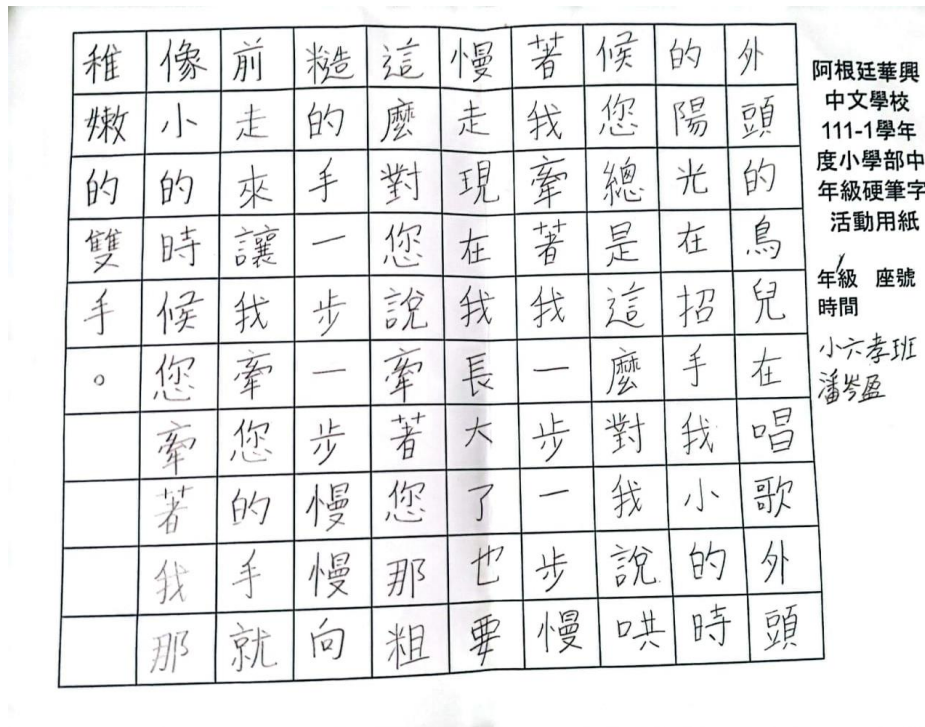 阿根廷華興
中文學校
111-1學年
度小學部中
年級硬筆字
活動用紙
年級 座號
時間
小六孝班
潘岑盈
外頭的鳥兒在唱歌外頭
的陽光在招手我小的時
候您總是這麼對我說哄
著我牽著我一步一步慢
慢走現在我長大了也要
這麼對您說牽著您那粗
糙的手一步一步慢慢向
前走來讓我牽您的手就
像小的時候您牽著我那
稚嫩的雙手。